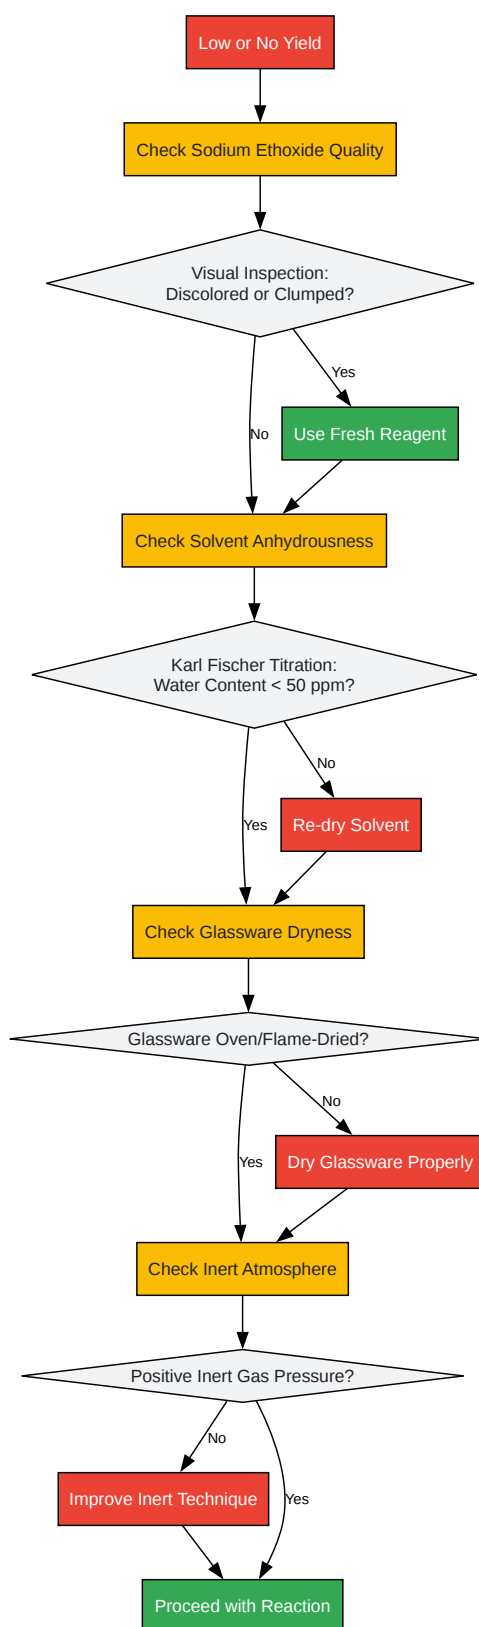 Low or No Yield
Check Sodium Ethoxide Quality
Visual Inspection:
Discolored or Clumped?
Yes
Use Fresh Reagent
No
Check Solvent Anhydrousness
Karl Fischer Titration:
Water Content < 50 ppm?
No
Re-dry Solvent
Yes
Check Glassware Dryness
Glassware Oven/Flame-Dried?
No
Dry Glassware Properly
Yes
Check Inert Atmosphere
Positive Inert Gas Pressure?
No
Improve Inert Technique
Yes
Proceed with Reaction